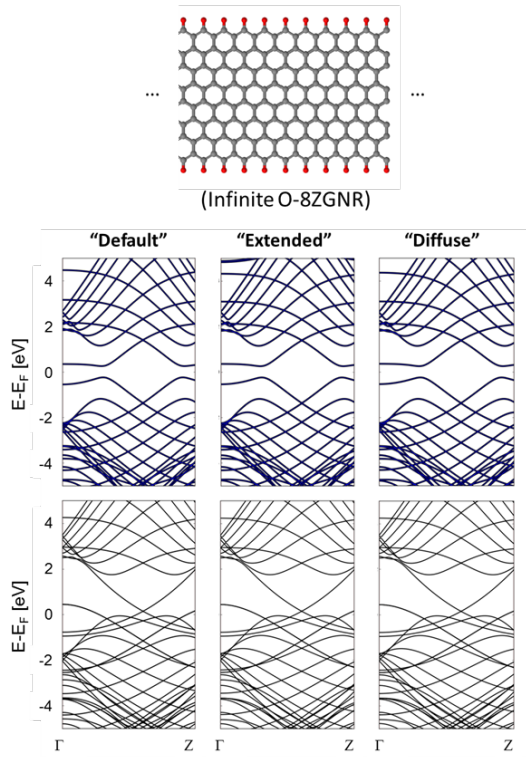 ... ...
(Infinite O-8ZGNR)
“Default” “Extended” “Diffuse”
E-E_F [eV]
4
2
0
-2
-4
E-E_F [eV]
4
2
0
-2
-4
Γ Z Γ Z Γ Z